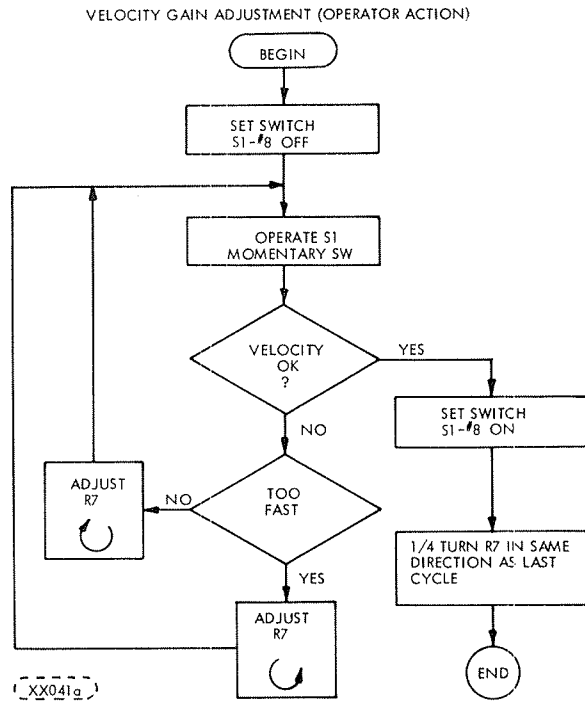 VELOCITY GAIN ADJUSTMENT (OPERATOR ACTION)
BEGIN
SET SWITCH
S1-#8 OFF
OPERATE S1
MOMENTARY SW
VELOCITY
OK
?
YES
SET SWITCH
S1-#8 ON
NO
TOO
FAST
NO
ADJUST
R7
1/4 TURN R7 IN SAME
DIRECTION AS LAST
CYCLE
YES
ADJUST
R7
END
XX041a